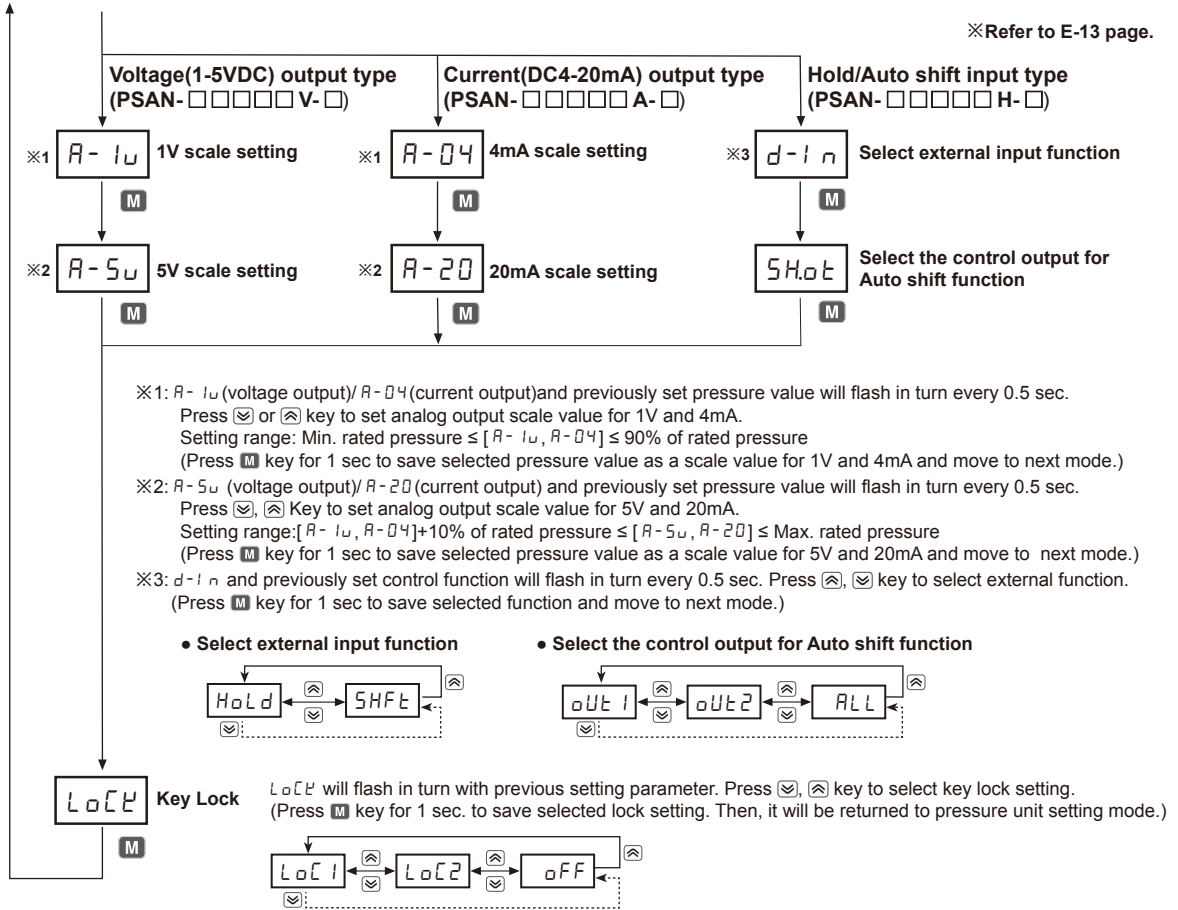 ※Refer to E-13 page.
Voltage(1-5VDC) output type
(PSAN- □□□□□ V- □)
Current(DC4-20mA) output type
(PSAN- □□□□□ A- □)
Hold/Auto shift input type
(PSAN- □□□□□ H- □)
※1 A-1v 1V scale setting
※1 A-04 4mA scale setting
※3 d-In Select external input function
M
M
M
※2 A-5v 5V scale setting
※2 A-20 20mA scale setting
SH.ot Select the control output for
Auto shift function
M
M
M
※1: A-1v (voltage output)/ A-04 (current output)and previously set pressure value will flash in turn every 0.5 sec.
Press or key to set analog output scale value for 1V and 4mA.
Setting range: Min. rated pressure ≤ [ A-1v, A-04] ≤ 90% of rated pressure
(Press M key for 1 sec to save selected pressure value as a scale value for 1V and 4mA and move to next mode.)
※2: A-5v (voltage output)/ A-20 (current output) and previously set pressure value will flash in turn every 0.5 sec.
Press , Key to set analog output scale value for 5V and 20mA.
Setting range:[ A-1v, A-04]+10% of rated pressure ≤ [ A-5v, A-20] ≤ Max. rated pressure
(Press M key for 1 sec to save selected pressure value as a scale value for 5V and 20mA and move to next mode.)
※3: d-In and previously set control function will flash in turn every 0.5 sec. Press , key to select external function.
(Press M key for 1 sec to save selected function and move to next mode.)
● Select external input function
● Select the control output for Auto shift function
HoLd SHFt
oUt1 oUt2 ALL
LoCK Key Lock
LoCK will flash in turn with previous setting parameter. Press , key to select key lock setting.
(Press M key for 1 sec. to save selected lock setting. Then, it will be returned to pressure unit setting mode.)
M
LoC1 LoC2 oFF